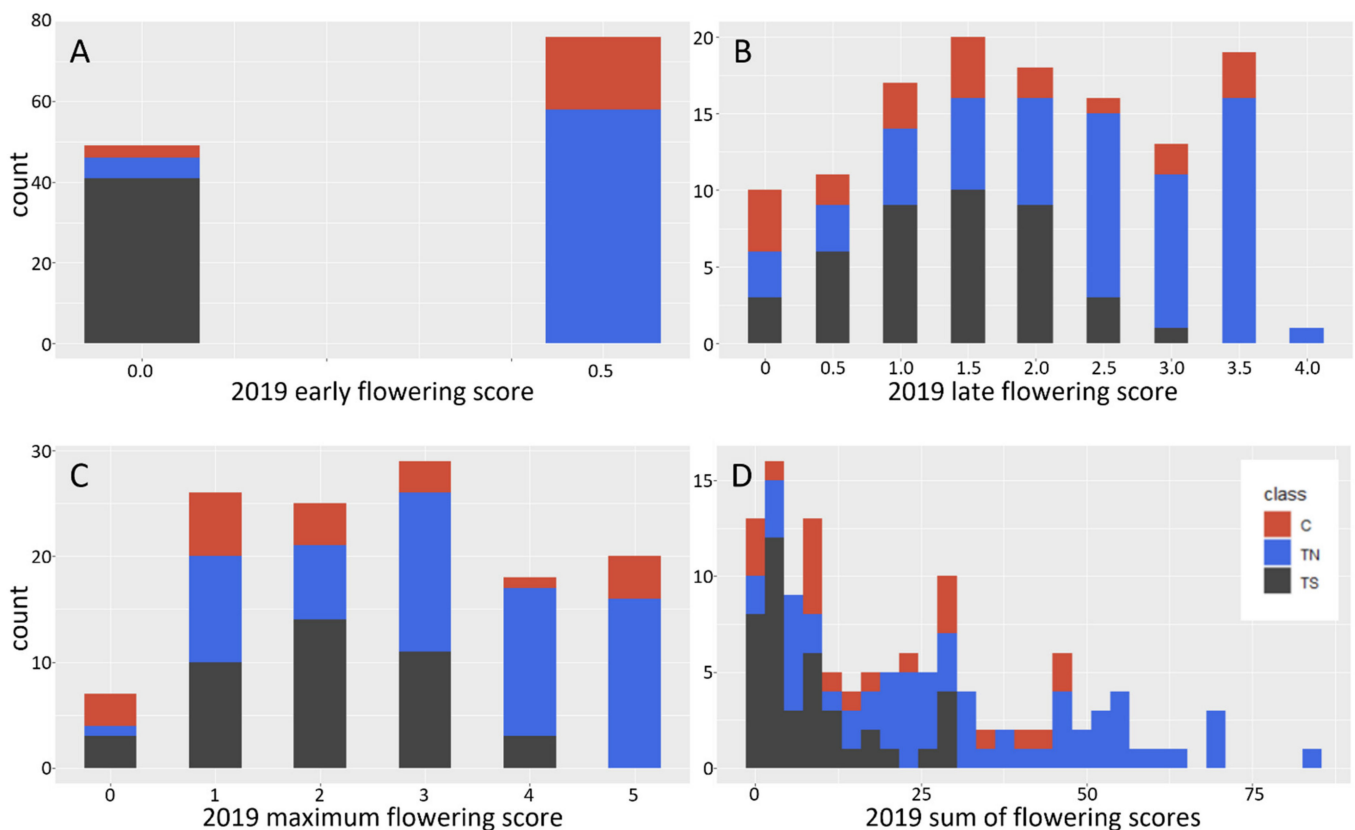 A
80
60
40
20
0
count
0.0 0.5
2019 early flowering score
B
20
15
10
5
0
0 0.5 1.0 1.5 2.0 2.5 3.0 3.5 4.0
2019 late flowering score
C
30
20
10
0
count
0 1 2 3 4 5
2019 maximum flowering score
D
15
10
5
0
0 25 50 75
2019 sum of flowering scores
class
C
TN
TS